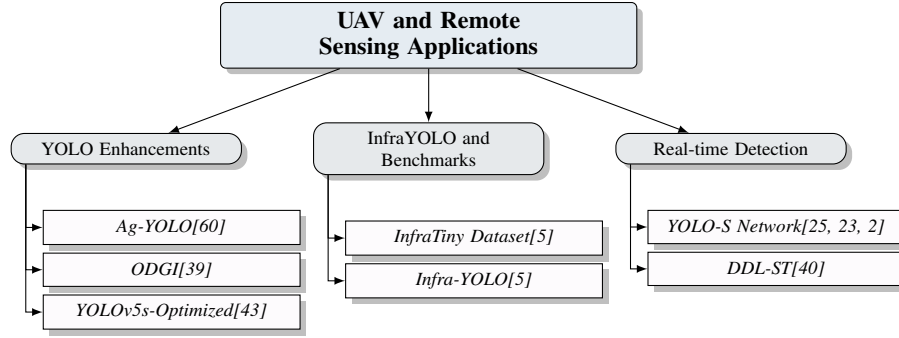 UAV and Remote
Sensing Applications
YOLO Enhancements
Ag-YOLO[60]
ODGI[39]
YOLOv5s-Optimized[43]
InfraYOLO and
Benchmarks
InfraTiny Dataset[5]
Infra-YOLO[5]
Real-time Detection
YOLO-S Network[25, 23, 2]
DDL-ST[40]